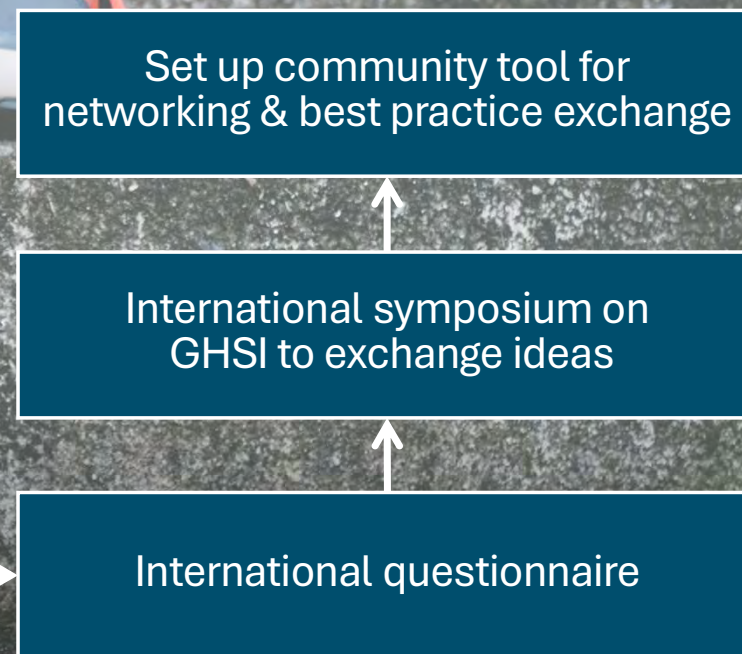 Set up community tool for
networking & best practice exchange
International symposium on
GHSI to exchange ideas
International questionnaire